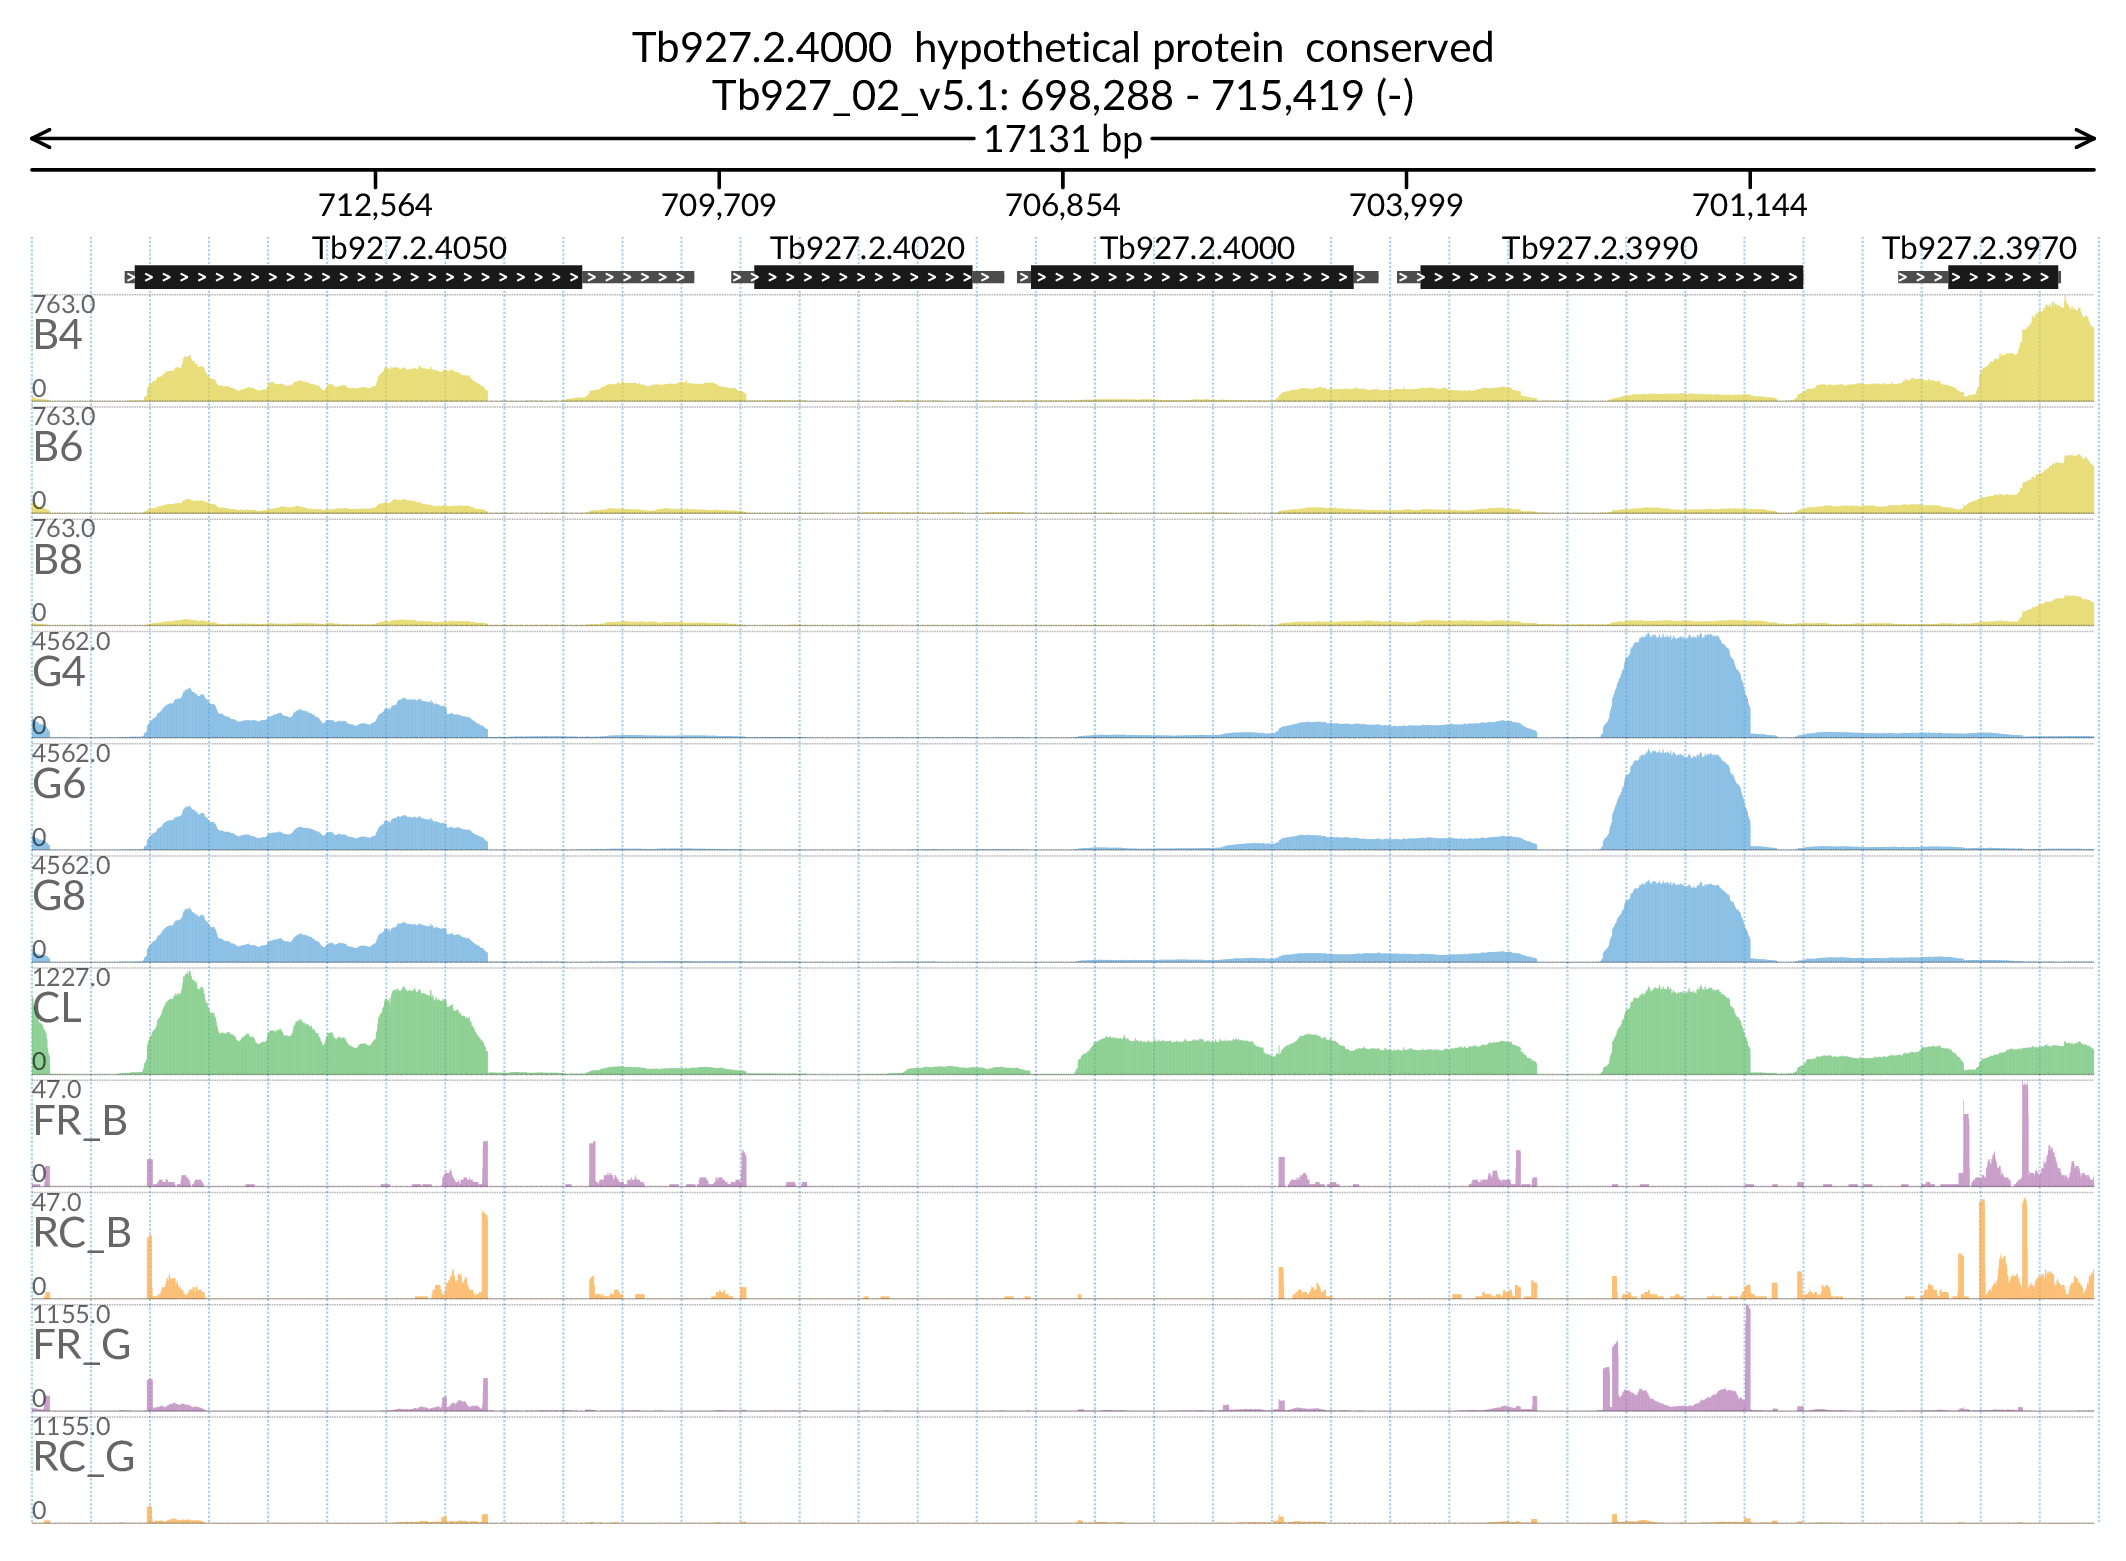 Tb927.2.4000 hypothetical protein conserved
Tb927_02_v5.1: 698,288 - 715,419 (-)
17131 bp
712,564 709,709 706,854 703,999 701,144
Tb927.2.4050 Tb927.2.4020 Tb927.2.4000 Tb927.2.3990 Tb927.2.3970
763.0
B4
0
763.0
B6
0
763.0
B8
0
4562.0
G4
0
4562.0
G6
0
4562.0
G8
0
1227.0
CL
0
47.0
FR_B
0
47.0
RC_B
0
1155.0
FR_G
0
1155.0
RC_G
0